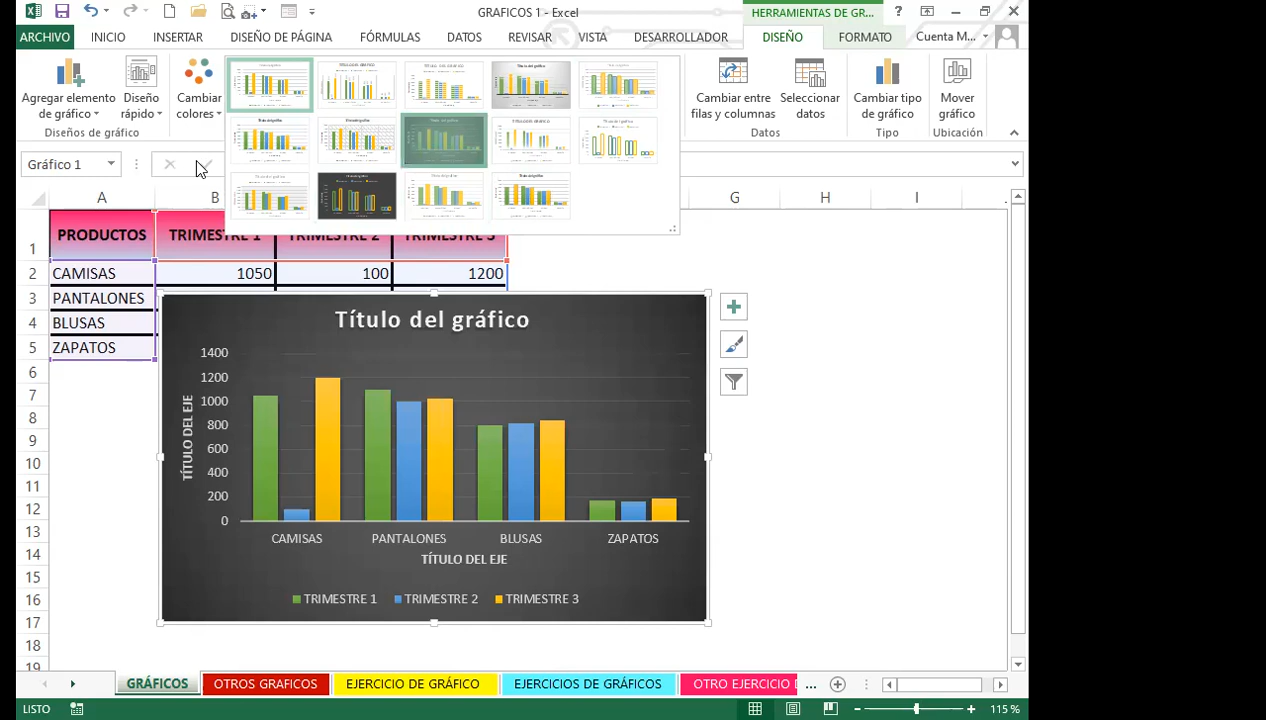 GRAFICOS 1 - Excel
HERRAMIENTAS DE GR...
ARCHIVO INICIO INSERTAR DISEÑO DE PÁGINA FÓRMULAS DATOS REVISAR VISTA DESARROLLADOR DISEÑO FORMATO Cuenta M...
Agregar elemento de gráfico
Diseño rápido
Cambiar colores
Cambiar entre filas y columnas
Seleccionar datos
Cambiar tipo de gráfico
Mover gráfico
Diseños de gráfico
Datos
Tipo
Ubicación
Gráfico 1
A B G H I
1 PRODUCTOS TRIMESTRE 1 TRIMESTRE 2 TRIMESTRE 3
2 CAMISAS 1050 100 1200
3 PANTALONES
4 BLUSAS
5 ZAPATOS
6
7
8
9
10
11
12
13
14
15
16
17
18
19
Título del gráfico
1400
1200
1000
800
600
400
200
0
TÍTULO DEL EJE
CAMISAS PANTALONES BLUSAS ZAPATOS
TÍTULO DEL EJE
TRIMESTRE 1 TRIMESTRE 2 TRIMESTRE 3
GRÁFICOS OTROS GRAFICOS EJERCICIO DE GRÁFICO EJERCICIOS DE GRÁFICOS OTRO EJERCICIO ...
LISTO
115 %